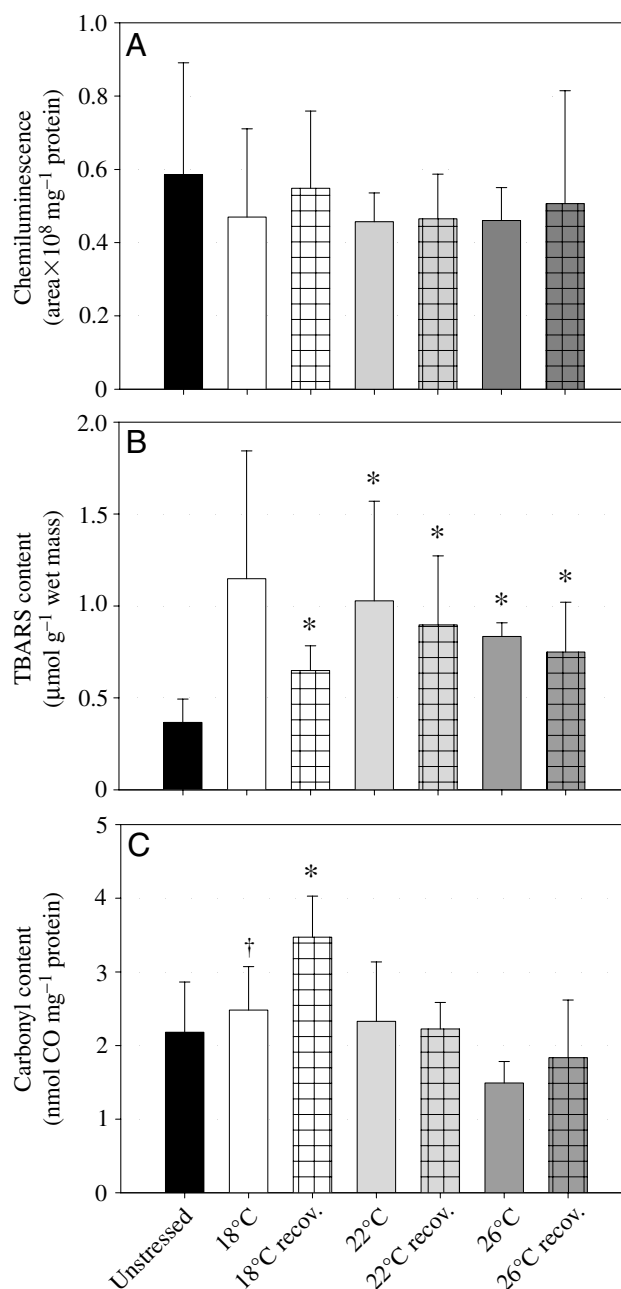 A
Chemiluminescence
(area×10⁸ mg⁻¹ protein)
1.0
0.8
0.6
0.4
0.2
0
B
TBARS content
(µmol g⁻¹ wet mass)
2.0
1.5
1.0
0.5
0
*
*
*
*
*
C
Carbonyl content
(nmol CO mg⁻¹ protein)
5
4
3
2
1
0
†
*
Unstressed
18°C
18°C recov.
22°C
22°C recov.
26°C
26°C recov.